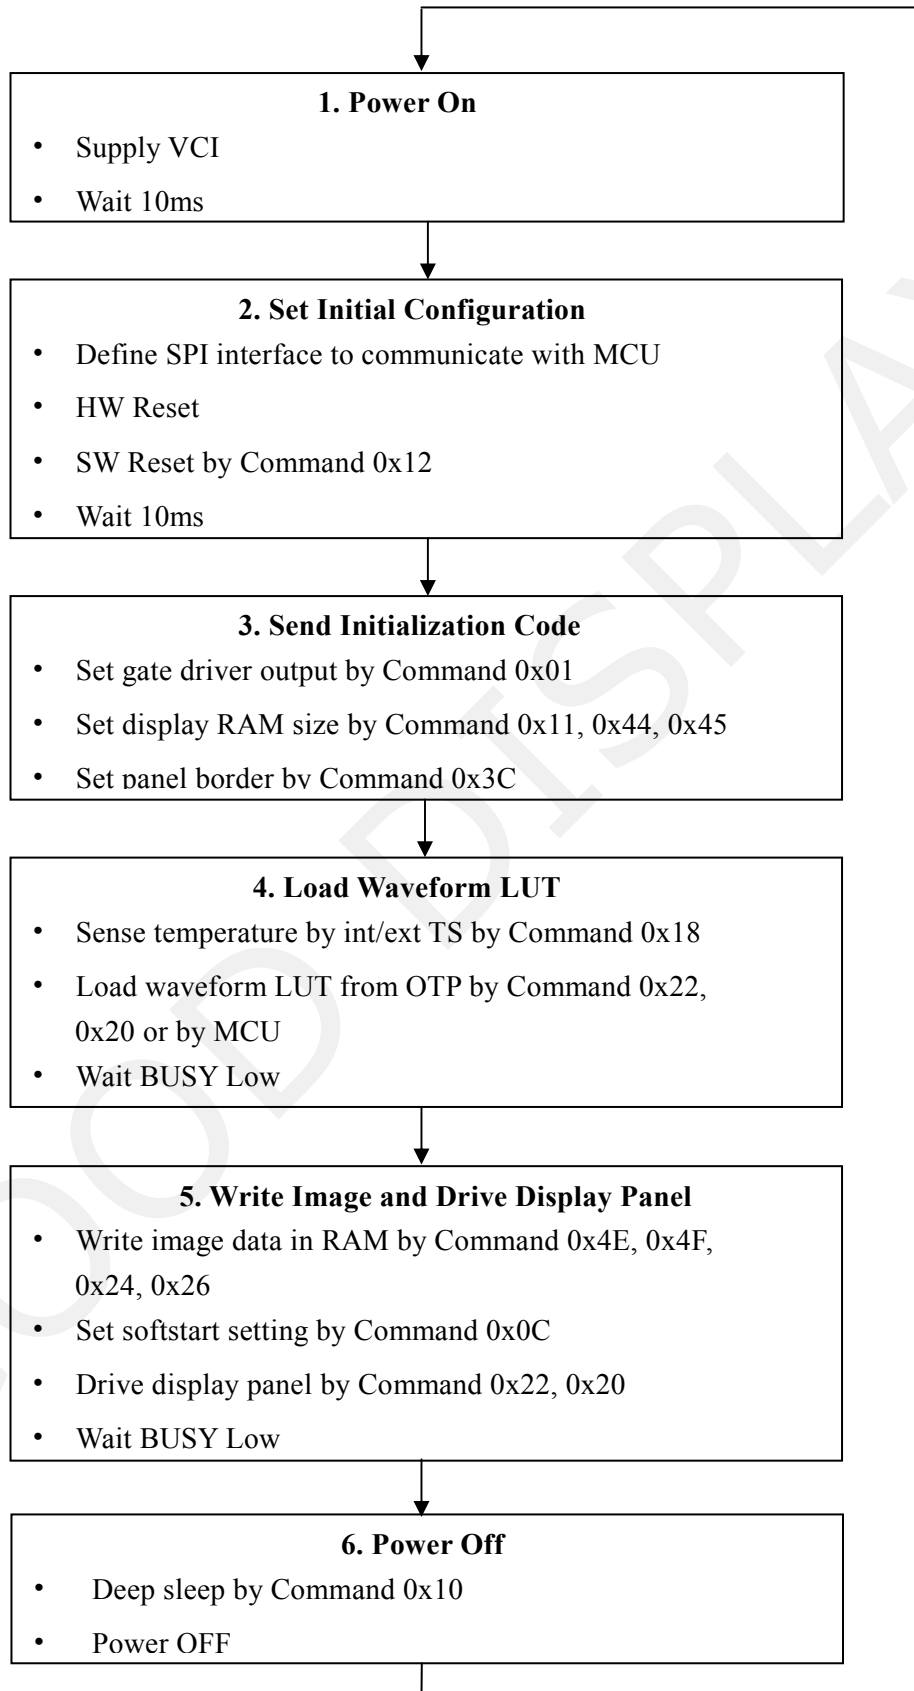 1. Power On
• Supply VCI
• Wait 10ms
2. Set Initial Configuration
• Define SPI interface to communicate with MCU
• HW Reset
• SW Reset by Command 0x12
• Wait 10ms
3. Send Initialization Code
• Set gate driver output by Command 0x01
• Set display RAM size by Command 0x11, 0x44, 0x45
• Set panel border by Command 0x3C
4. Load Waveform LUT
• Sense temperature by int/ext TS by Command 0x18
• Load waveform LUT from OTP by Command 0x22,
0x20 or by MCU
• Wait BUSY Low
5. Write Image and Drive Display Panel
• Write image data in RAM by Command 0x4E, 0x4F,
0x24, 0x26
• Set softstart setting by Command 0x0C
• Drive display panel by Command 0x22, 0x20
• Wait BUSY Low
6. Power Off
• Deep sleep by Command 0x10
• Power OFF
OOD DISPLAY